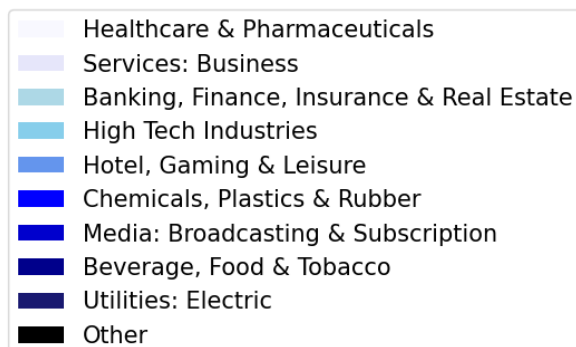 Healthcare & Pharmaceuticals
Services: Business
Banking, Finance, Insurance & Real Estate
High Tech Industries
Hotel, Gaming & Leisure
Chemicals, Plastics & Rubber
Media: Broadcasting & Subscription
Beverage, Food & Tobacco
Utilities: Electric
Other